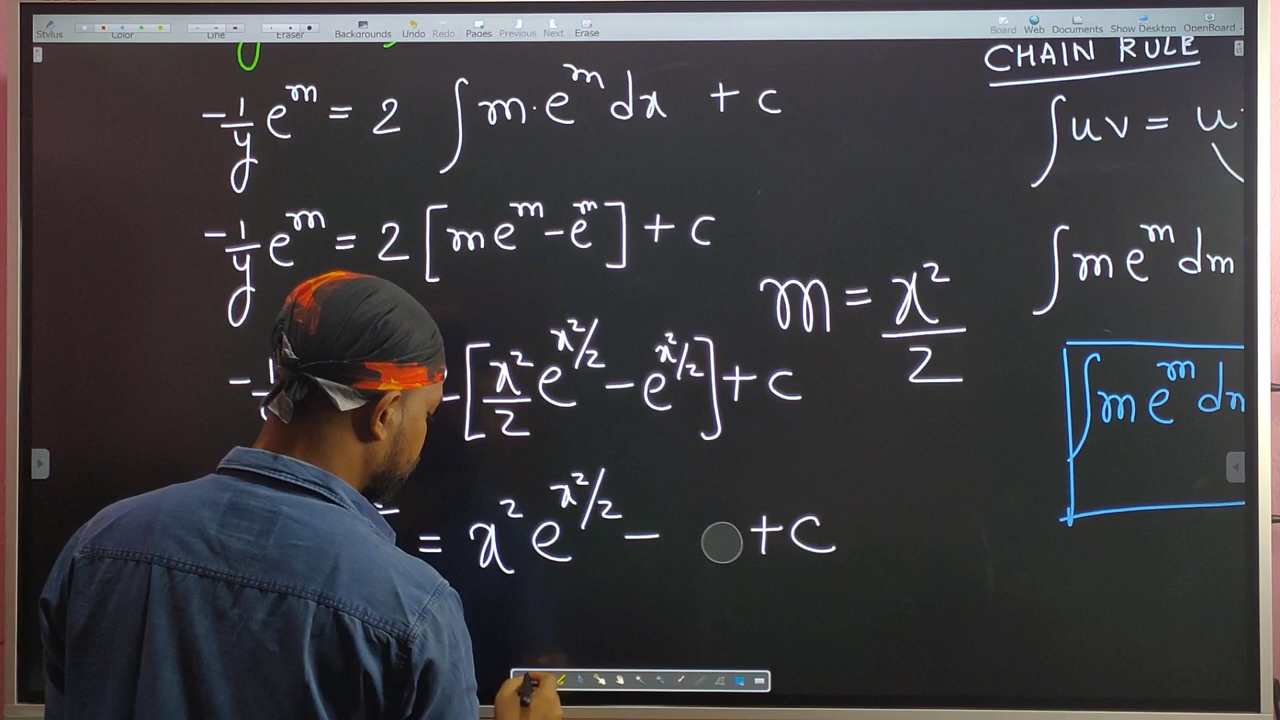 Stylus Color Line Eraser Backgrounds Undo Redo Pages Previous Next Erase Board Web Documents Show Desktop OpenBoard
-1/y e^m = 2 ∫ m·e^m dx + c
-1/y e^m = 2 [me^m - e^m] + c
[x²/2 e^(x²/2) - e^(x²/2)] + c
= x² e^(x²/2) - + c
m = x²/2
CHAIN RULE
∫uv = u
∫me^m dm
∫me^m dm